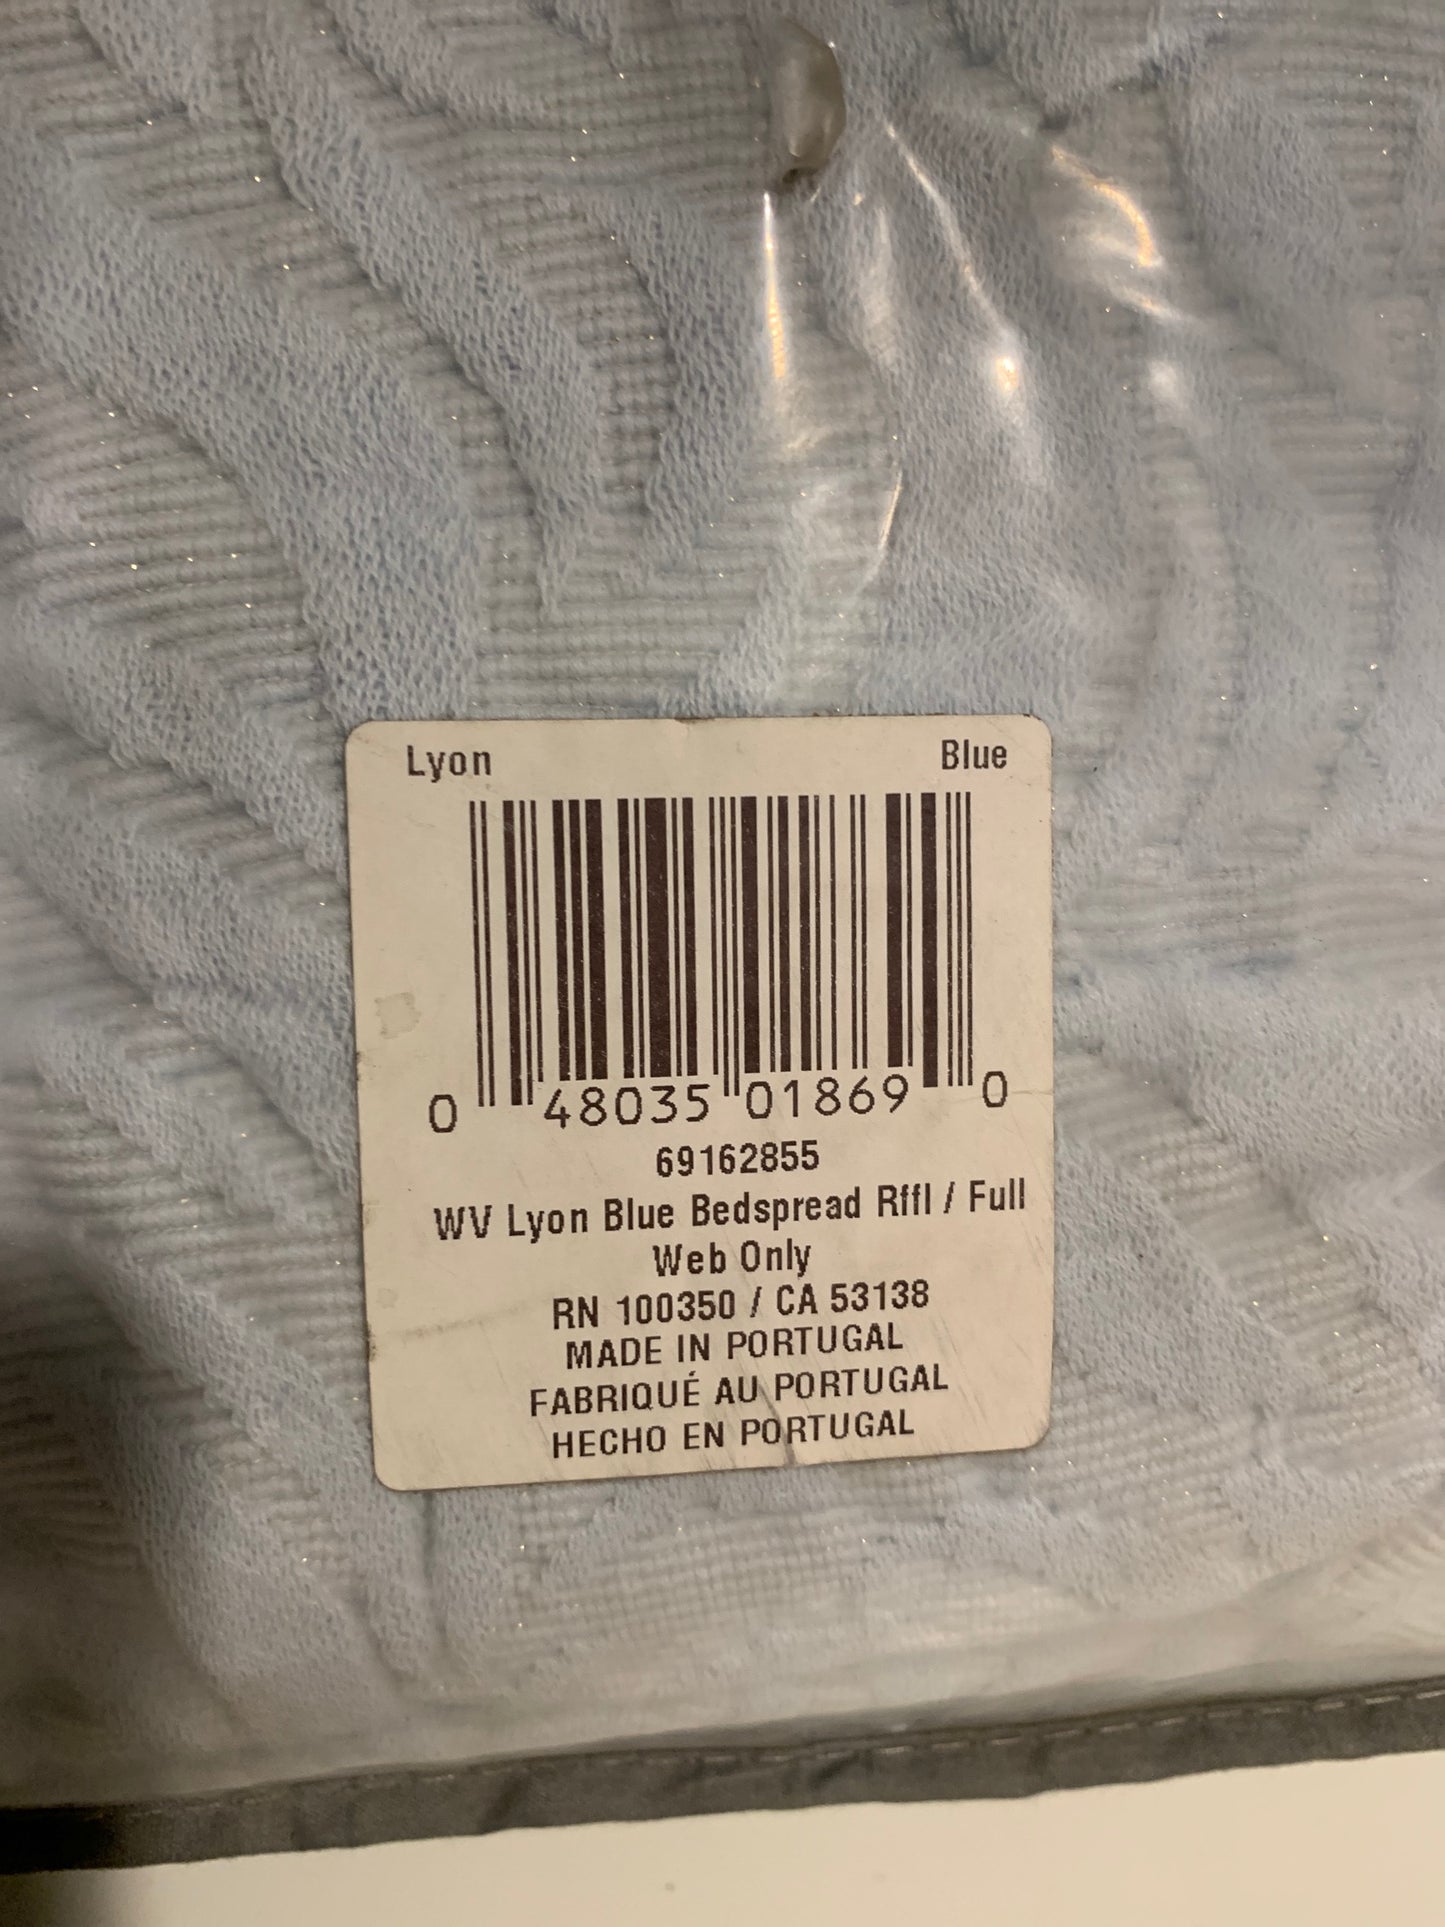 Lyon Blue
0 48035 01869 0
69162855
WV Lyon Blue Bedspread Rffl / Full
Web Only
RN 100350 / CA 53138
MADE IN PORTUGAL
FABRIQUÉ AU PORTUGAL
HECHO EN PORTUGAL